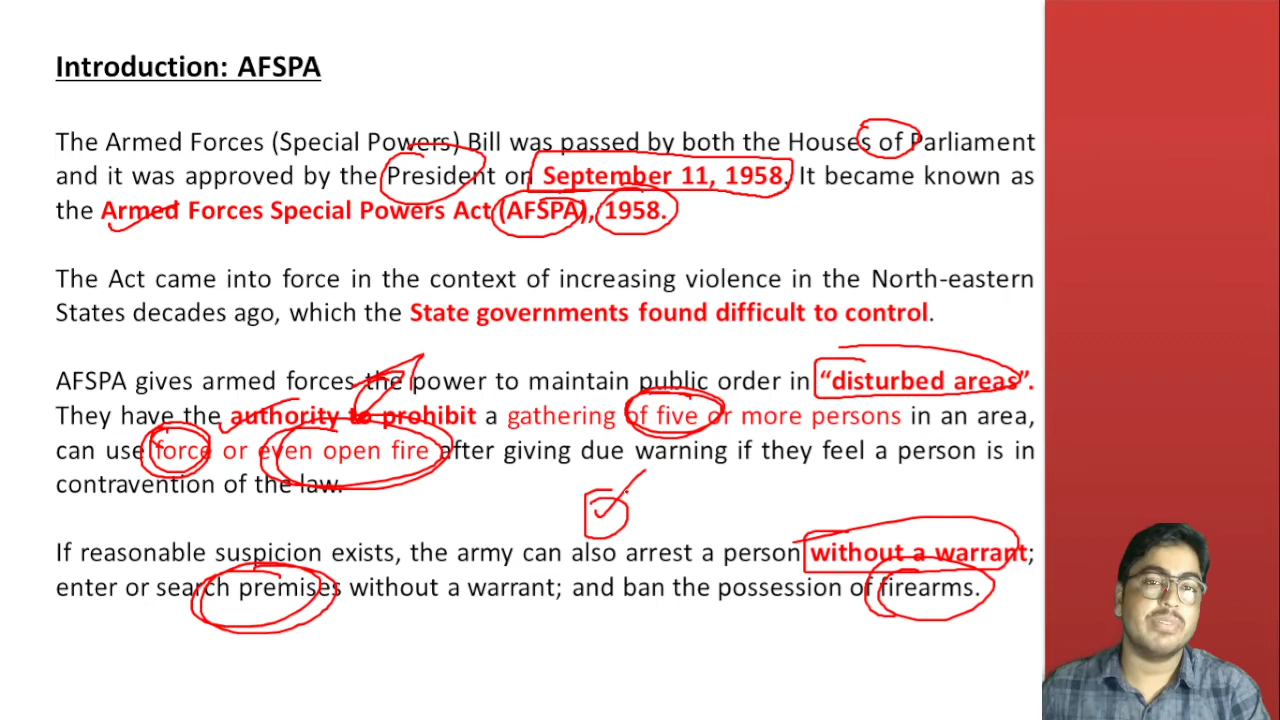 Introduction: AFSPA
The Armed Forces (Special Powers) Bill was passed by both the Houses of Parliament
and it was approved by the President on September 11, 1958. It became known as
the Armed Forces Special Powers Act (AFSPA), 1958.
The Act came into force in the context of increasing violence in the North-eastern
States decades ago, which the State governments found difficult to control.
AFSPA gives armed forces the power to maintain public order in “disturbed areas”.
They have the authority to prohibit a gathering of five or more persons in an area,
can use force or even open fire after giving due warning if they feel a person is in
contravention of the law.
If reasonable suspicion exists, the army can also arrest a person without a warrant;
enter or search premises without a warrant; and ban the possession of firearms.